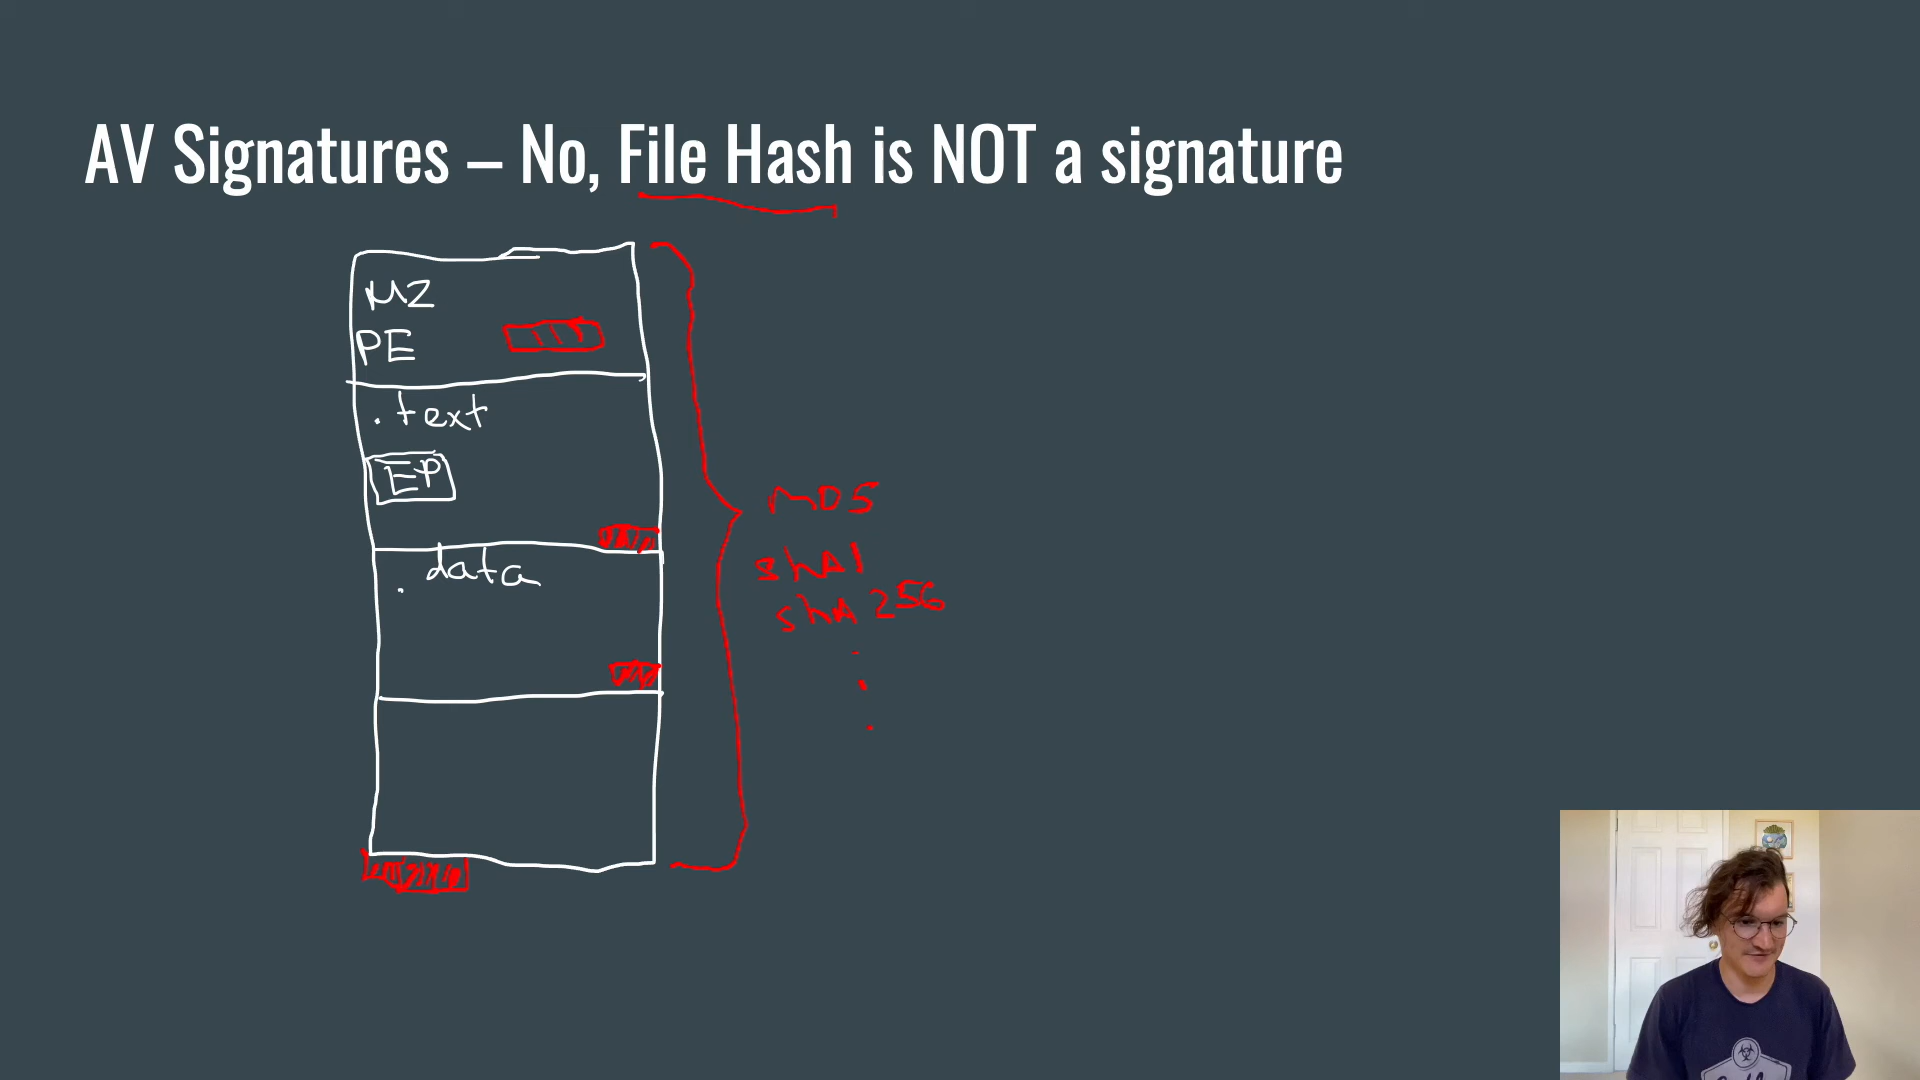 AV Signatures – No, File Hash is NOT a signature
MZ
PE
.text
EP
.data
MD5
shA1
shA256